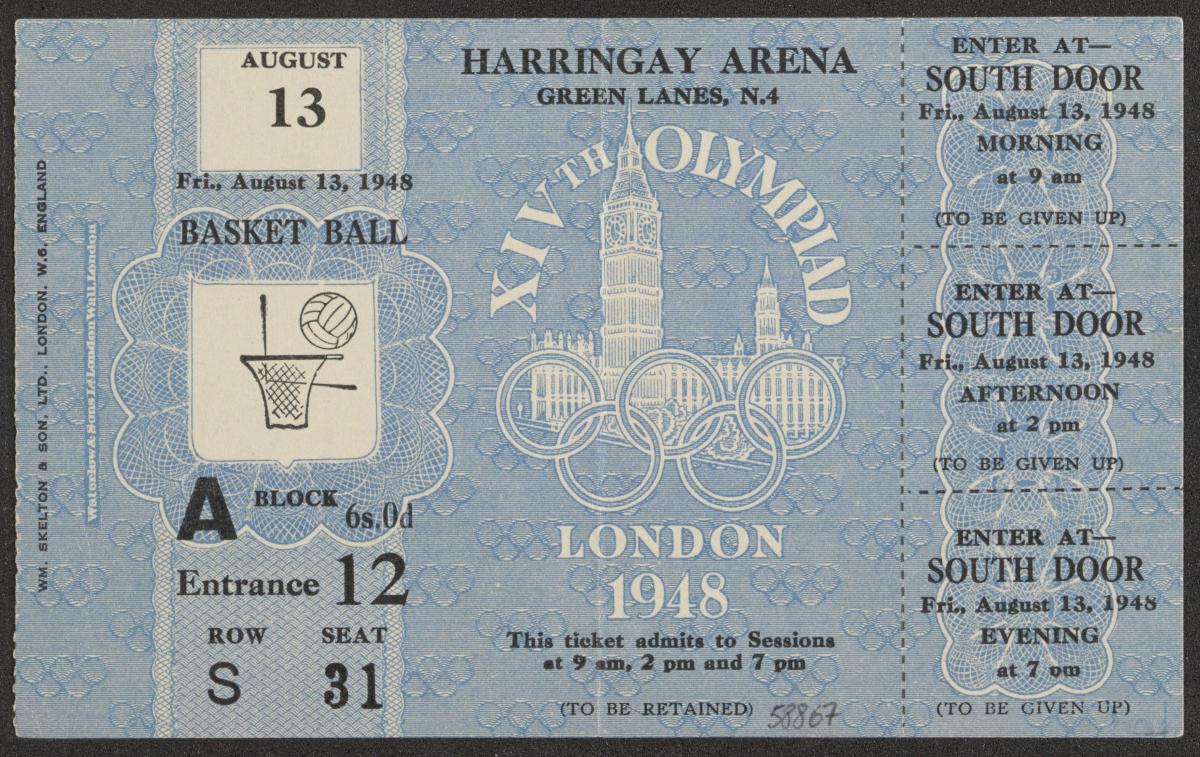 WM. SKELTON & SON, LTD., LONDON, W.6, ENGLAND
Waterlow & Sons Ld London Wall, London
AUGUST
13
Fri., August 13, 1948
BASKET BALL
A BLOCK 6s.0d
Entrance 12
ROW SEAT
S 31
HARRINGAY ARENA
GREEN LANES, N.4
XIVTH OLYMPIAD
LONDON
1948
This ticket admits to Sessions
at 9 am, 2 pm and 7 pm
(TO BE RETAINED) 58867
ENTER AT—
SOUTH DOOR
Fri., August 13, 1948
MORNING
at 9 am
(TO BE GIVEN UP)
ENTER AT—
SOUTH DOOR
Fri., August 13, 1948
AFTERNOON
at 2 pm
(TO BE GIVEN UP)
ENTER AT—
SOUTH DOOR
Fri., August 13, 1948
EVENING
at 7 pm
(TO BE GIVEN UP)